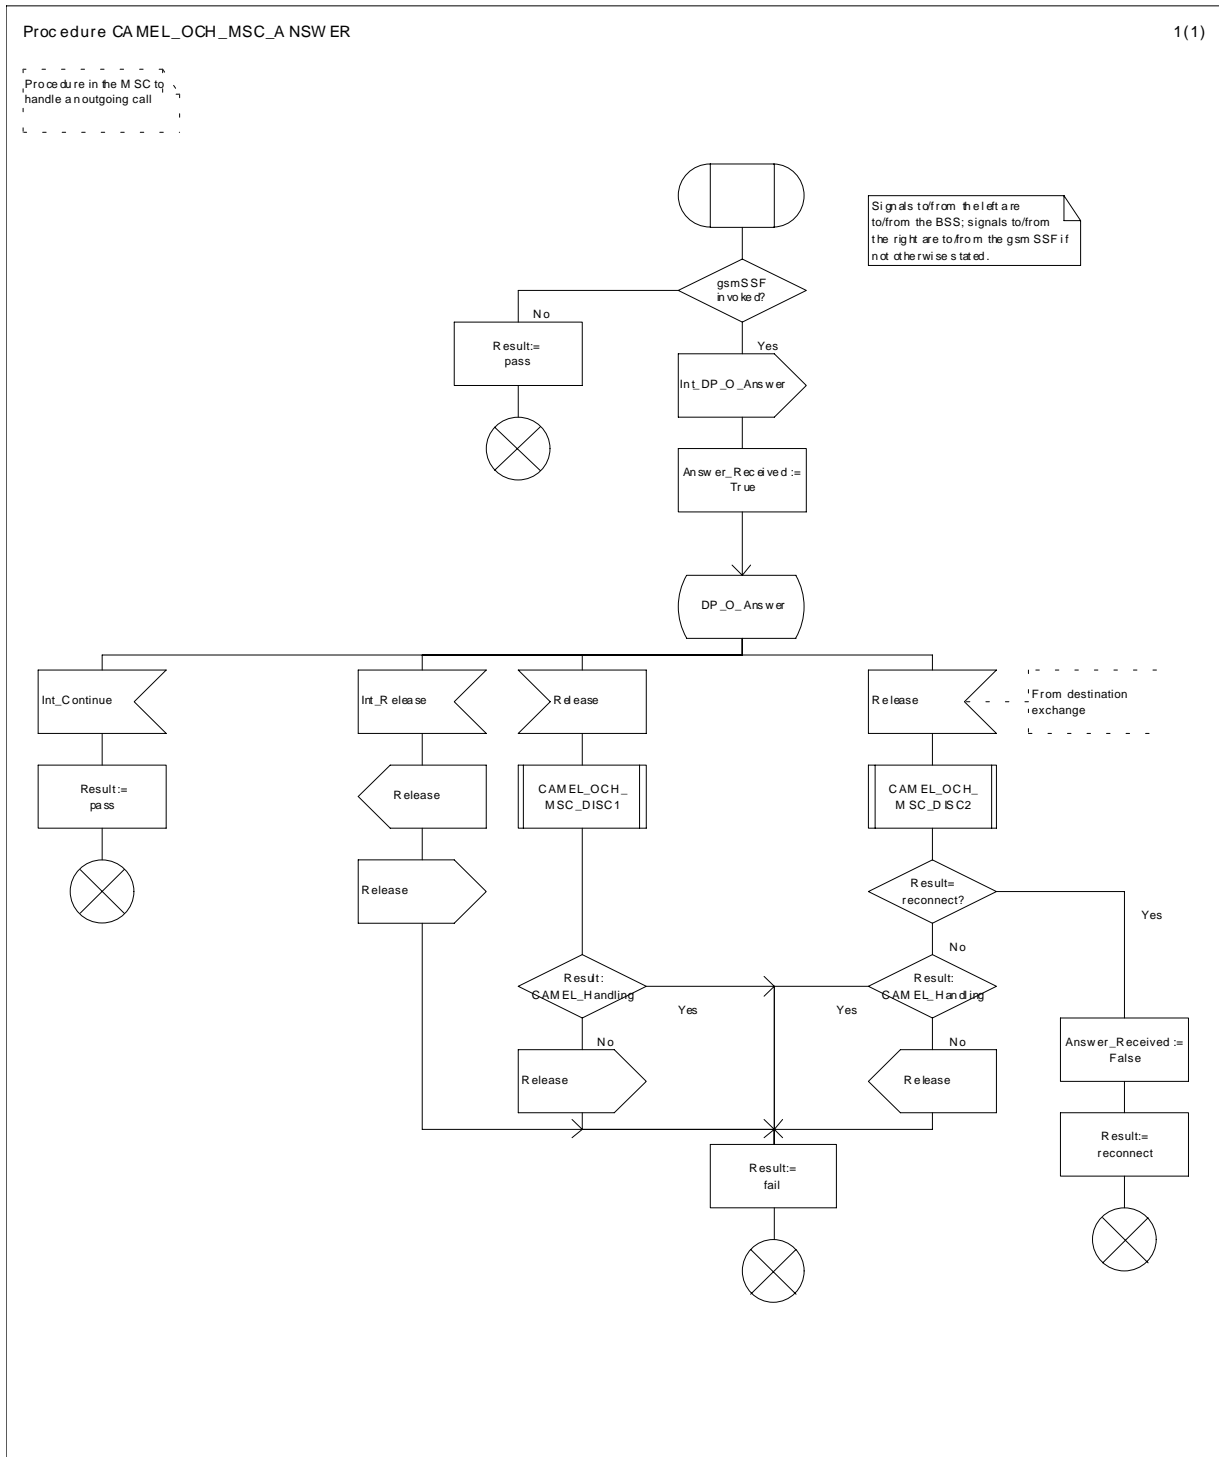 Procedure CAMEL_OCH_MSC_ANSWER
1(1)
Procedure in the MSC to
handle an outgoing call
Signals to/from the left are
to/from the BSS; signals to/from
the right are to/from the gsmSSF if
not otherwise stated.
gsmSSF
invoked?
No
Yes
Result:=
pass
Int_DP_O_Answer
Answer_Received :=
True
DP_O_Answer
Int_Continue
Int_Release
Release
Release
From destination
exchange
Result:=
pass
Release
CAMEL_OCH_
MSC_DISC1
CAMEL_OCH_
MSC_DISC2
Release
Result=
reconnect?
Yes
No
Result:
CAMEL_Handling
Yes
Yes
Result:
CAMEL_Handling
No
No
Release
Release
Answer_Received :=
False
Result:=
fail
Result:=
reconnect